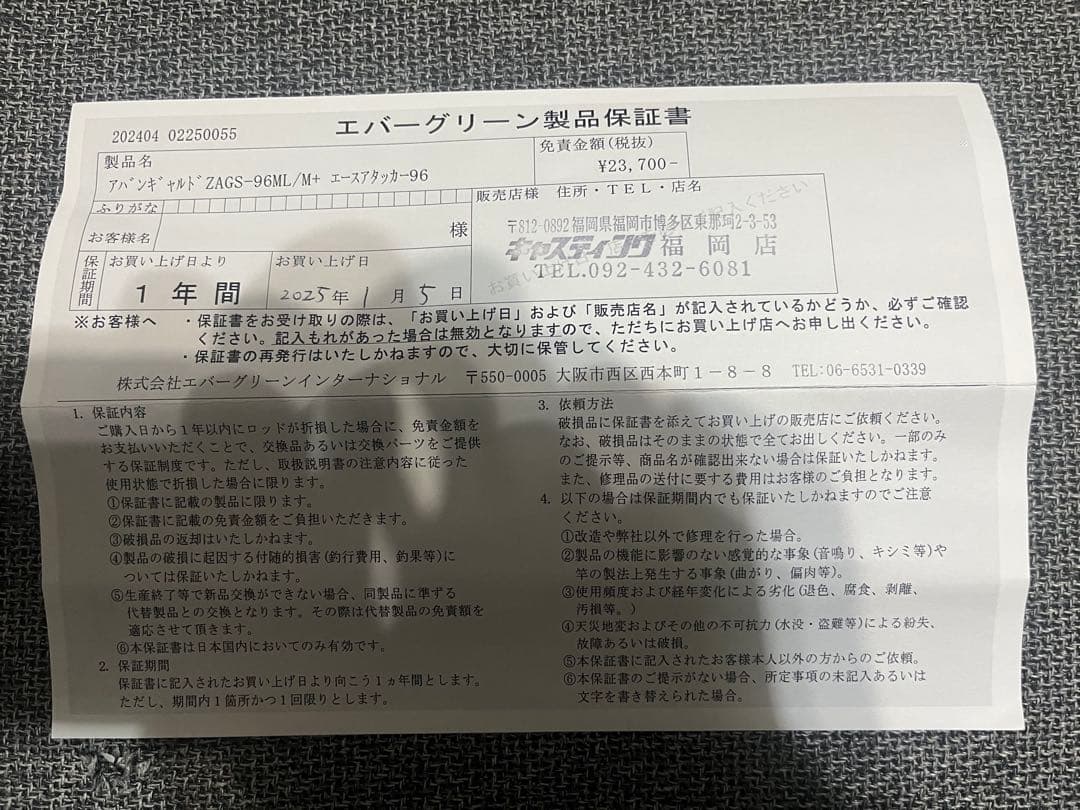 エバーグリーン製品保証書
202404 02250055
製品名
アバンギャルドZAGS-96ML/M+ エースアタッカー96
免責金額(税抜)
¥23,700-
ふりがな
お客様名
様
販売店様 住所・TEL・店名
〒812-0892福岡県福岡市博多区東那珂2-3-53
キャスティング福岡店
TEL.092-432-6081
保証期間
お買い上げ日より
1年間
お買い上げ日
2025年1月5日
※お客様へ ・保証書をお受け取りの際は、「お買い上げ日」および「販売店名」が記入されているかどうか、必ずご確認
ください。記入もれがあった場合は無効となりますので、ただちにお買い上げ店へお申し出ください。
・保証書の再発行はいたしかねますので、大切に保管してください。
株式会社エバーグリーンインターナショナル 〒550-0005 大阪市西区西本町1-8-8 TEL:06-6531-0339
1. 保証内容
ご購入日から1年以内にロッドが折損した場合に、免責金額を
お支払いいただくことで、交換品あるいは交換パーツをご提供
する保証制度です。ただし、取扱説明書の注意内容に従った
使用状態で折損した場合に限ります。
①保証書に記載の製品に限ります。
②保証書に記載の免責金額をご負担いただきます。
③破損品の返却はいたしかねます。
④製品の破損に起因する付随的損害(釣行費用、釣果等)に
ついては保証いたしかねます。
⑤生産終了等で新品交換ができない場合、同製品に準ずる
代替製品との交換となります。その際は代替製品の免責額を
適応させて頂きます。
⑥本保証書は日本国内においてのみ有効です。
2. 保証期間
保証書に記入されたお買い上げ日より向こう1ヵ年間とします。
ただし、期間内1箇所かつ1回限りとします。
3. 依頼方法
破損品に保証書を添えてお買い上げの販売店にご依頼ください。
なお、破損品はそのままの状態で全てお出しください。一部のみ
のご提示等、商品名が確認出来ない場合は保証いたしかねます。
また、修理品の送付に要する費用はお客様のご負担となります。
4. 以下の場合は保証期間内でも保証いたしかねますのでご注意
ください。
①改造や弊社以外で修理を行った場合。
②製品の機能に影響のない感覚的な事象(音鳴り、キシミ等)や
竿の製法上発生する事象(曲がり、偏肉等)。
③使用頻度および経年変化による劣化(退色、腐食、剥離、
汚損等。)
④天災地変およびその他の不可抗力(水没・盗難等)による紛失、
故障あるいは破損。
⑤本保証書に記入されたお客様本人以外の方からのご依頼。
⑥本保証書のご提示がない場合、所定事項の未記入あるいは
文字を書き替えられた場合。